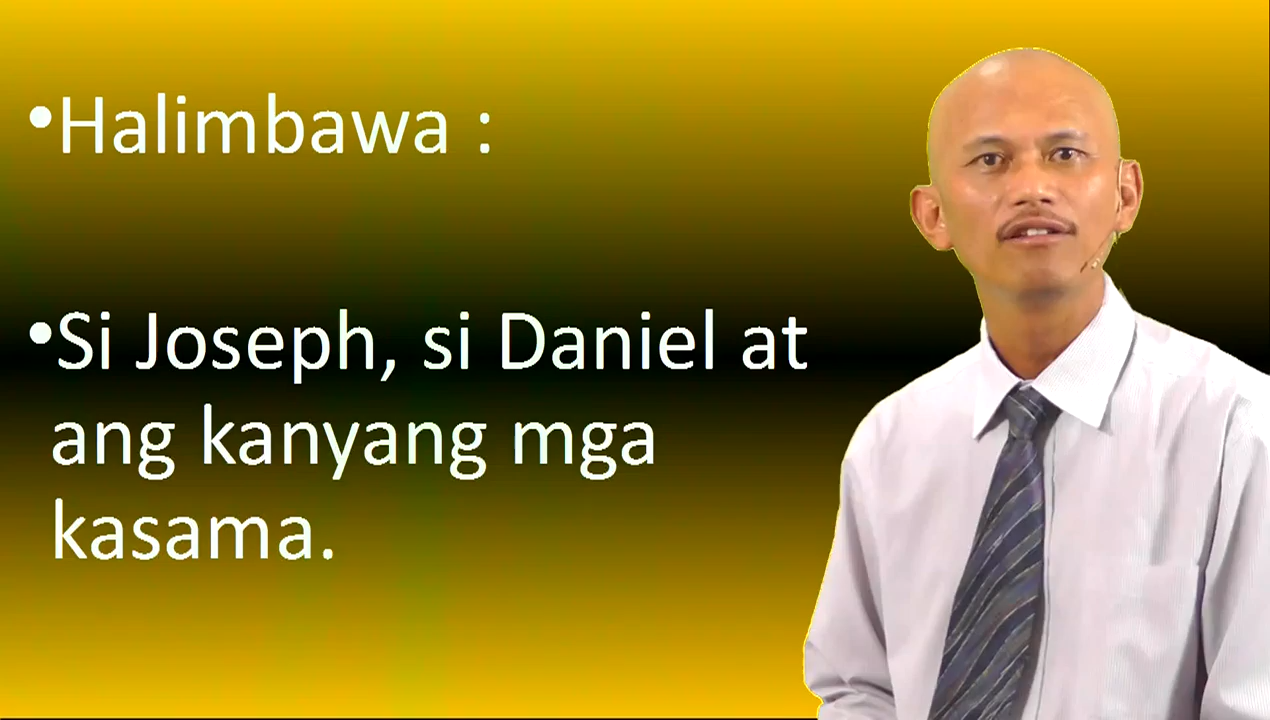 •Halimbawa :
•Si Joseph, si Daniel at
ang kanyang mga
kasama.